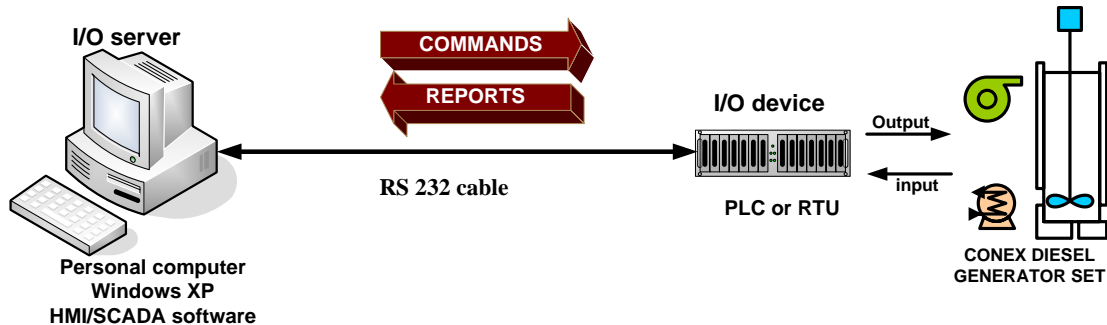 I/O server
COMMANDS
REPORTS
I/O device
Output
input
RS 232 cable
PLC or RTU
CONEX DIESEL
GENERATOR SET
Personal computer
Windows XP
HMI/SCADA software